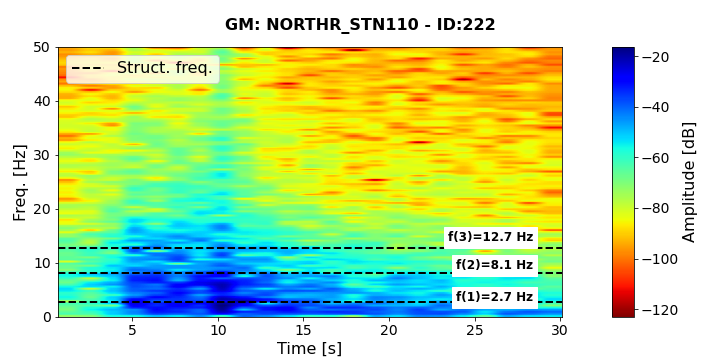 GM: NORTHR_STN110 - ID:222
50
40
30
20
10
0
Freq. [Hz]
Struct. freq.
f(3)=12.7 Hz
f(2)=8.1 Hz
f(1)=2.7 Hz
5
10
15
20
25
30
Time [s]
−20
−40
−60
−80
−100
−120
Amplitude [dB]